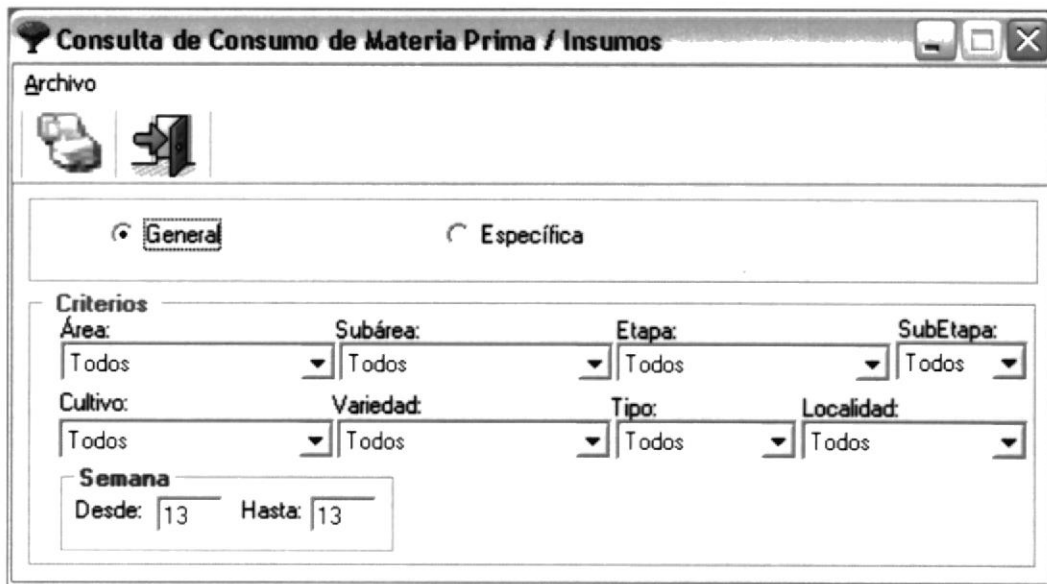 Consulta de Consumo de Materia Prima / Insumos
Archivo
General Específica
Criterios
Área: Subárea: Etapa: SubEtapa:
Todos Todos Todos Todos
Cultivo: Variedad: Tipo: Localidad:
Todos Todos Todos Todos
Semana
Desde: 13 Hasta: 13